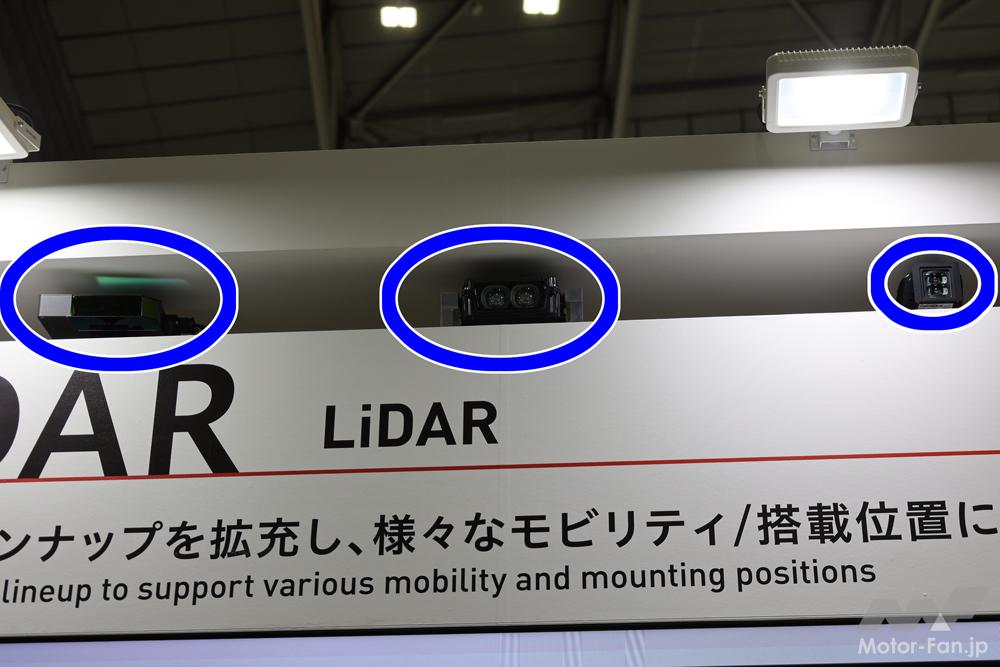 DAR
LiDAR
ンナップを拡充し、様々なモビリティ/搭載位置に
lineup to support various mobility and mounting positions
Motor-Fan.jp